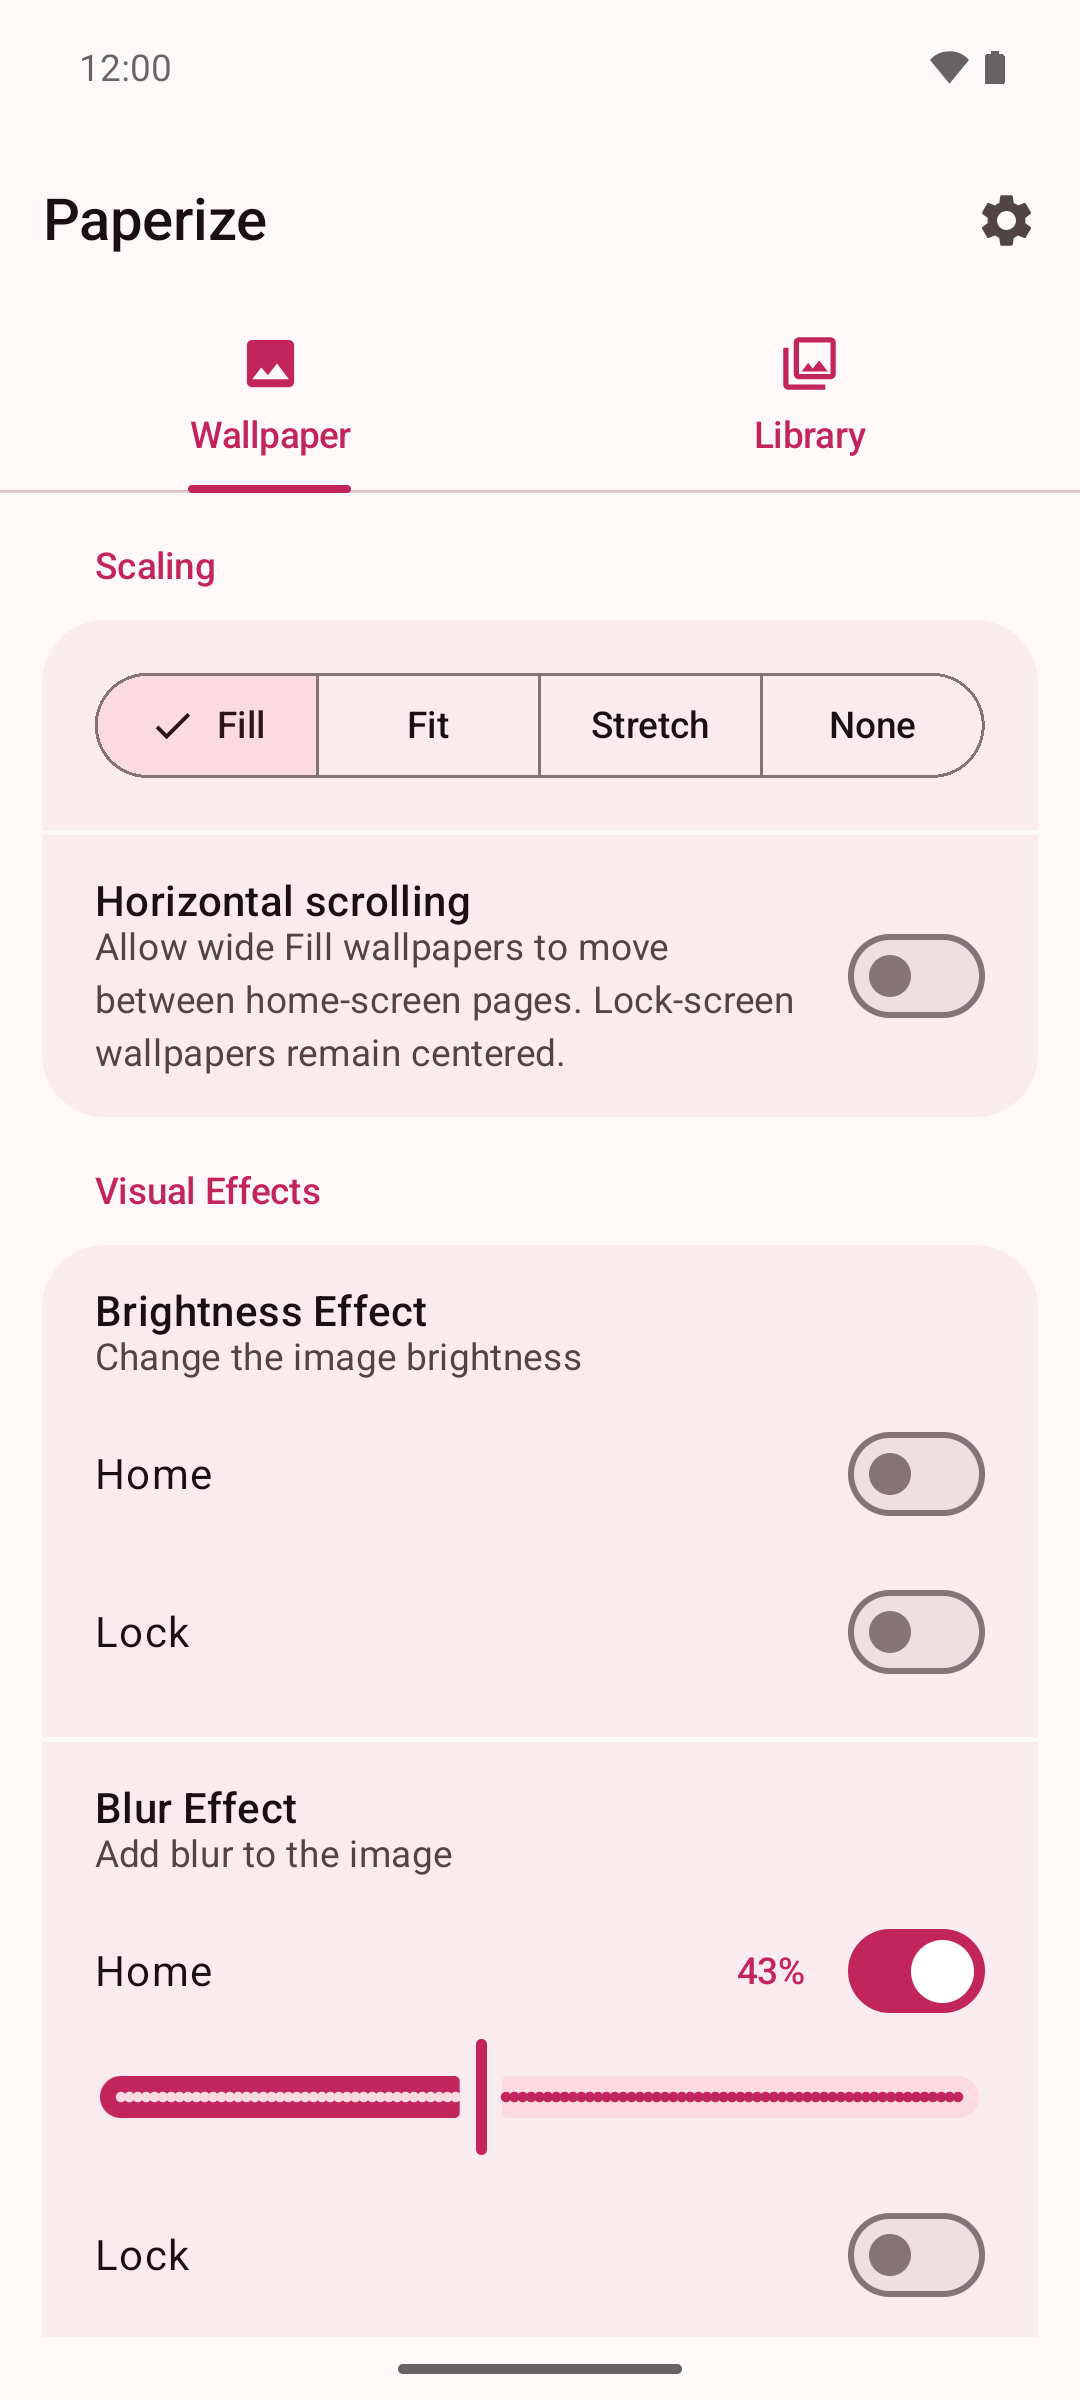 12:00
Paperize
Wallpaper
Library
Scaling
Fill
Fit
Stretch
None
Horizontal scrolling
Allow wide Fill wallpapers to move
between home-screen pages. Lock-screen
wallpapers remain centered.
Visual Effects
Brightness Effect
Change the image brightness
Home
Lock
Blur Effect
Add blur to the image
Home
43%
Lock